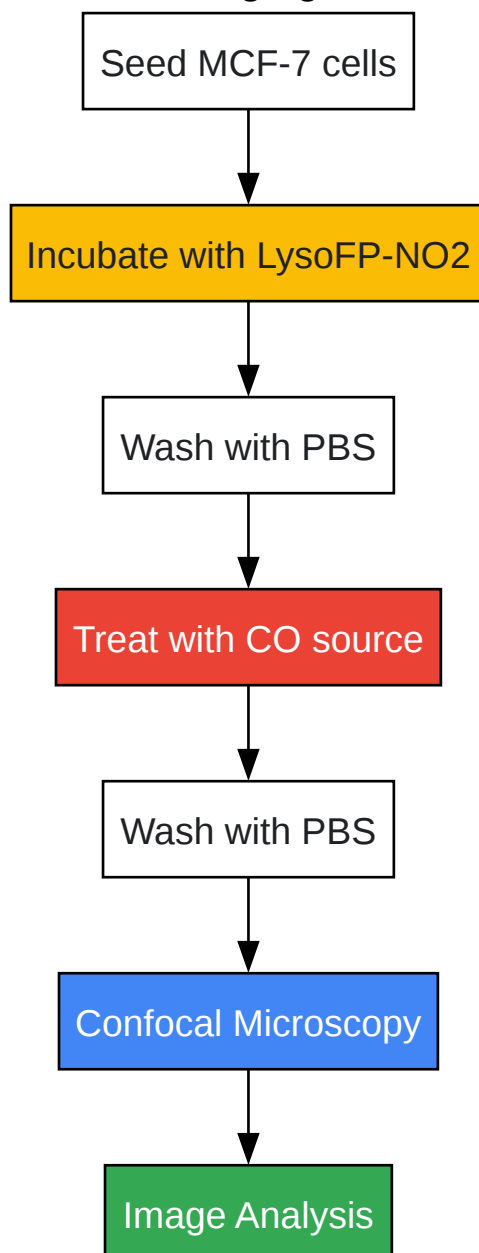 Seed MCF-7 cells
Incubate with LysoFP-NO2
Wash with PBS
Treat with CO source
Wash with PBS
Confocal Microscopy
Image Analysis